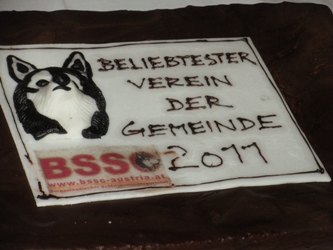 BELIEBTESTER
VEREIN
DER
GEMEINDE
BSSC 2011
www.bssc-austria.at